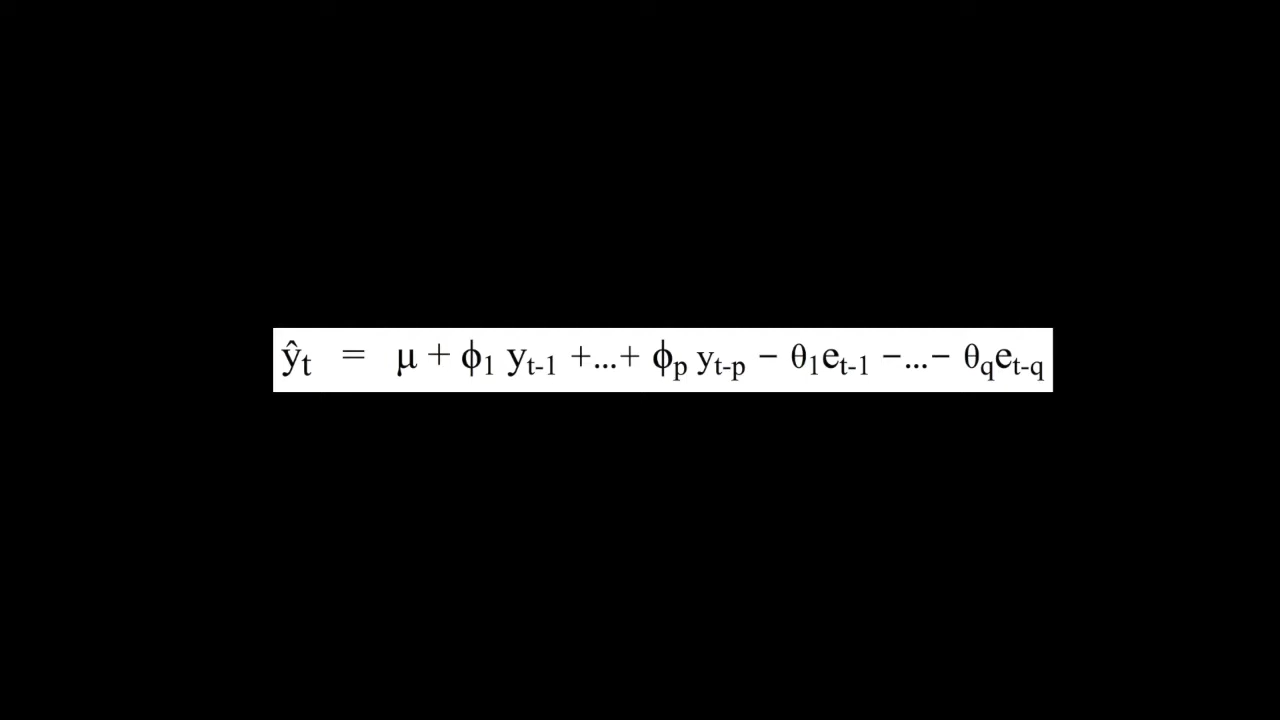 ŷt = μ + ϕ1 yt-1 +...+ ϕp yt-p − θ1et-1 −...− θqet-q